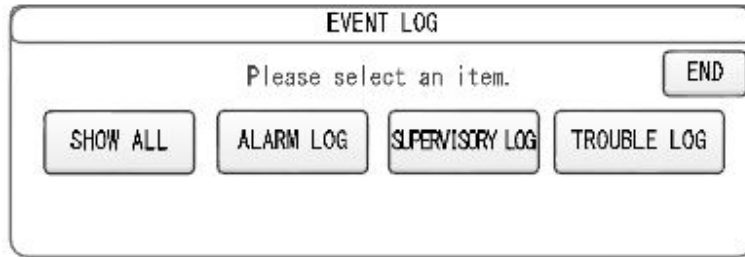 EVENT LOG
Please select an item.
END
SHOW ALL
ALARM LOG
SUPERVISORY LOG
TROUBLE LOG